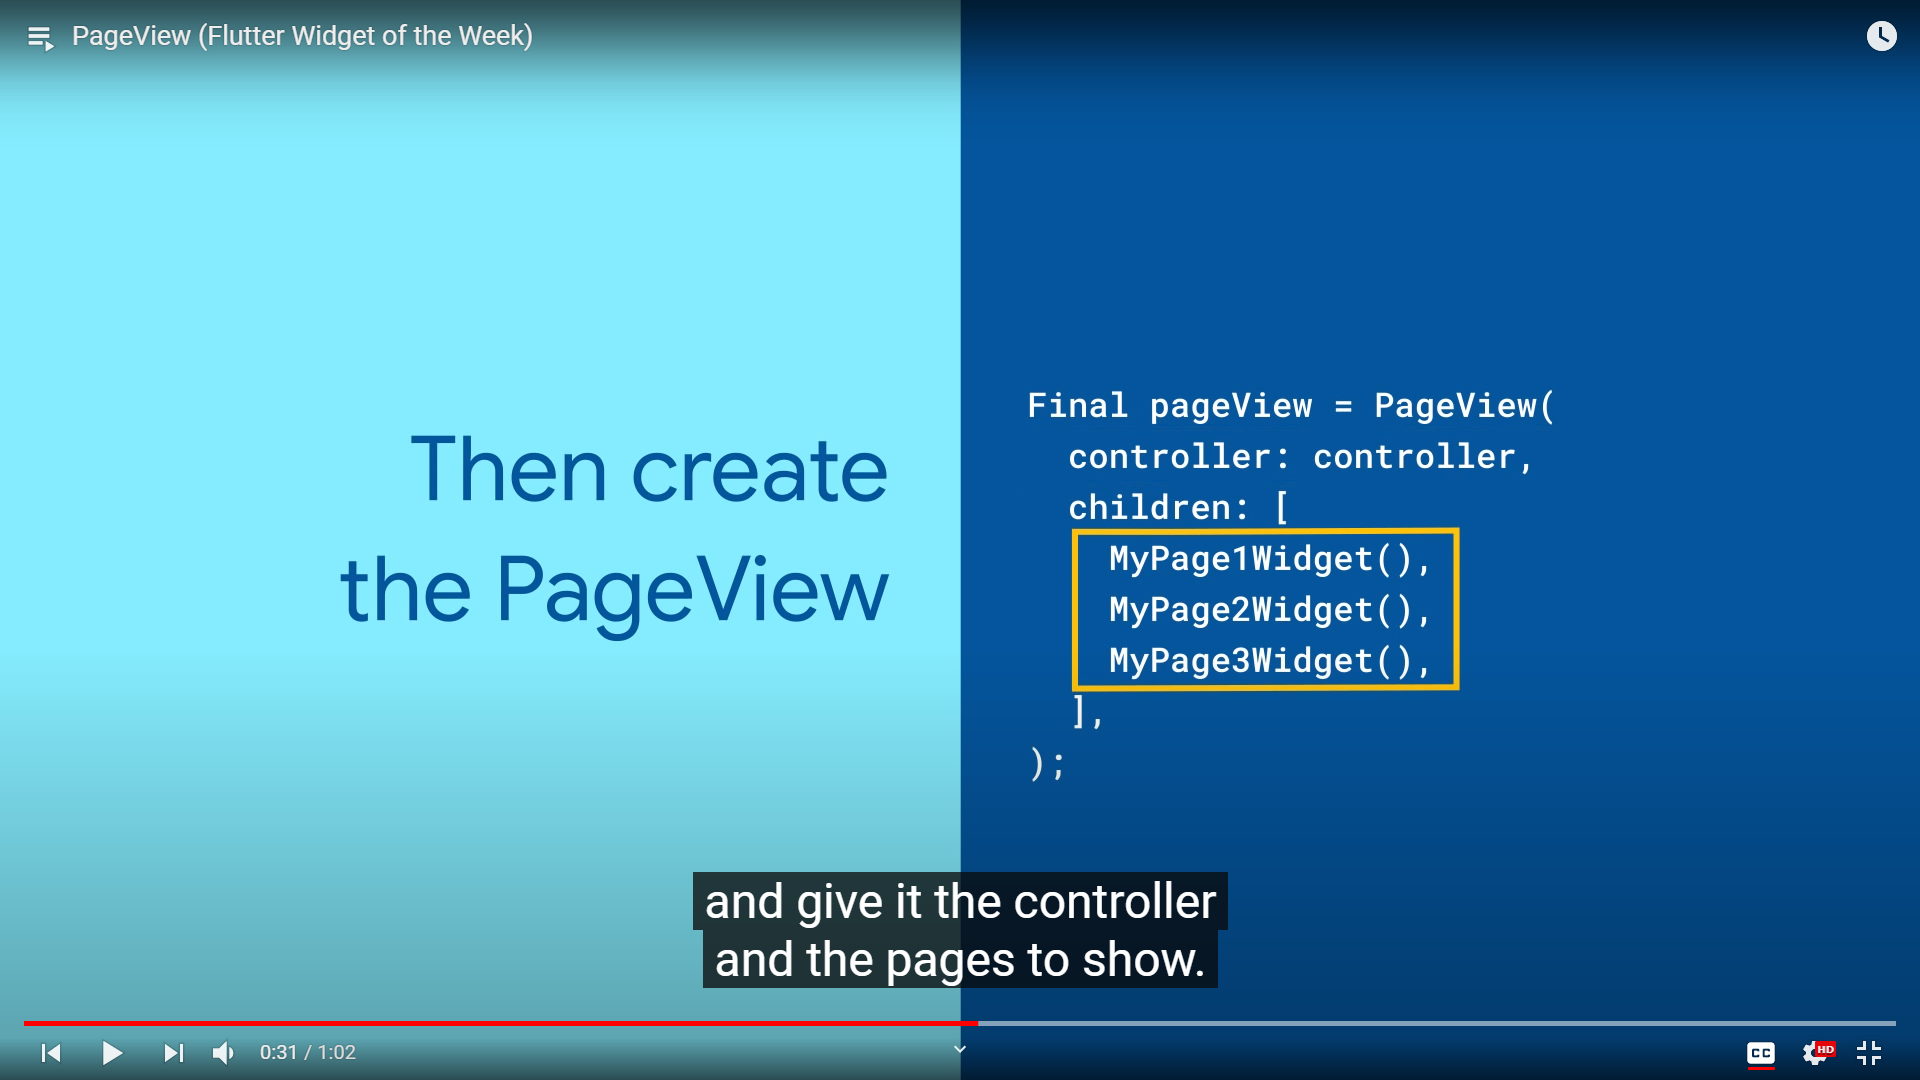 PageView (Flutter Widget of the Week)
Then create
the PageView
Final pageView = PageView(
  controller: controller,
  children: [
    MyPage1Widget(),
    MyPage2Widget(),
    MyPage3Widget(),
  ],
);
and give it the controller
and the pages to show.
0:31 / 1:02
CC
HD